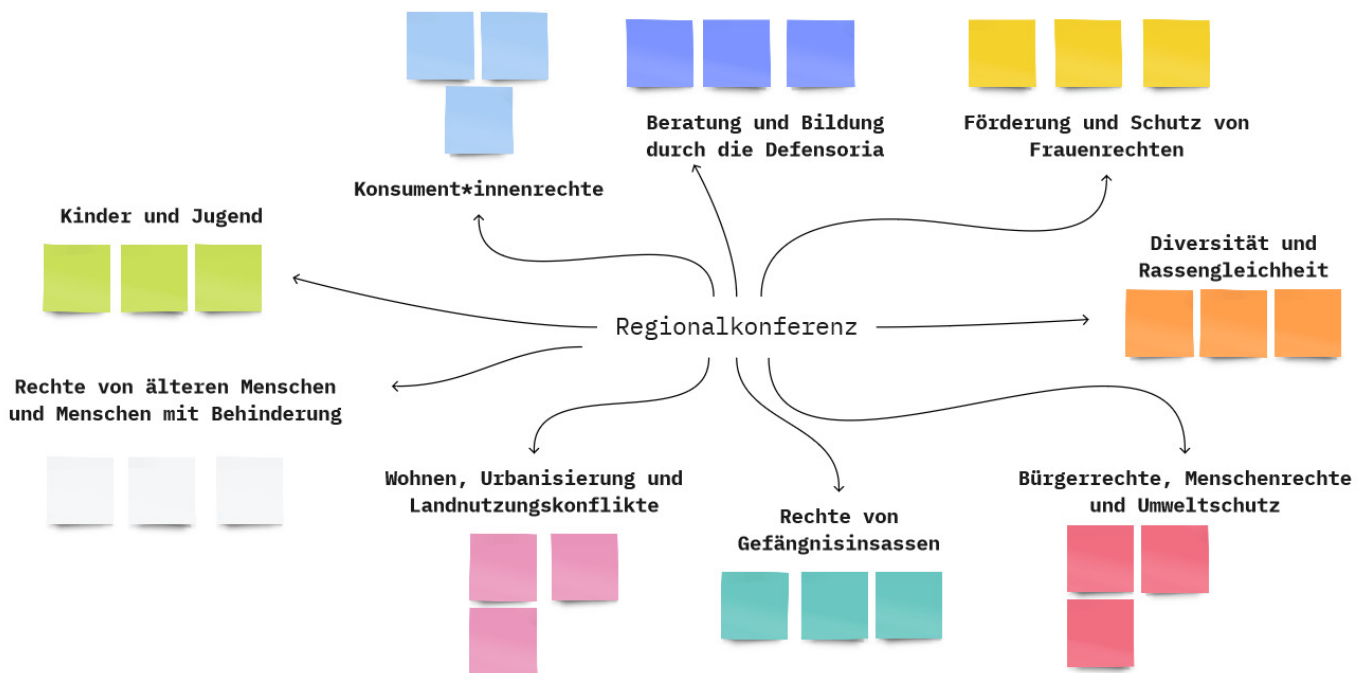 Beratung und Bildung
durch die Defensoria
Förderung und Schutz von
Frauenrechten
Konsument*innenrechte
Kinder und Jugend
Diversität und
Rassengleichheit
Regionalkonferenz
Rechte von älteren Menschen
und Menschen mit Behinderung
Wohnen, Urbanisierung und
Landnutzungskonflikte
Rechte von
Gefängnisinsassen
Bürgerrechte, Menschenrechte
und Umweltschutz